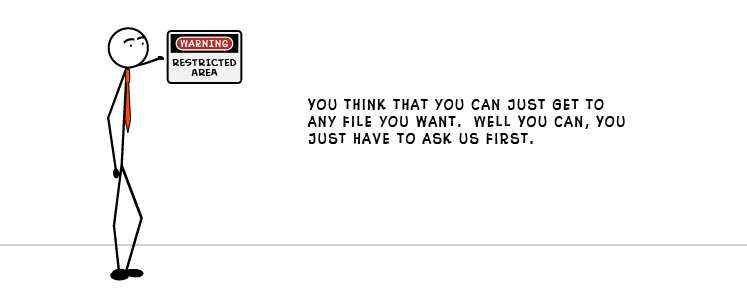 WARNING
RESTRICTED
AREA
YOU THINK THAT YOU CAN JUST GET TO
ANY FILE YOU WANT.  WELL YOU CAN, YOU
JUST HAVE TO ASK US FIRST.